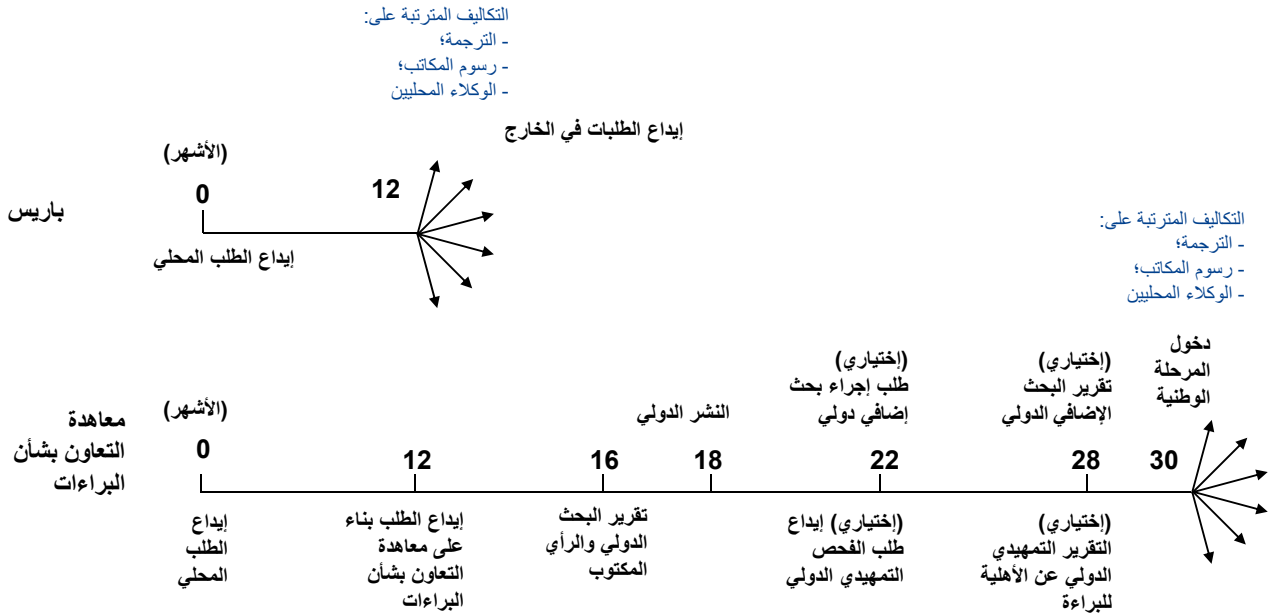 التكاليف المترتبة على:
- الترجمة؛
- رسوم المكاتب؛
- الوكلاء المحليين
إيداع الطلبات في الخارج
(الأشهر)
0
12
باريس
إيداع الطلب المحلي
التكاليف المترتبة على:
- الترجمة؛
- رسوم المكاتب؛
- الوكلاء المحليين
معاهدة
التعاون بشأن
البراءات
(الأشهر)
النشر الدولي
(إختياري)
طلب إجراء بحث
إضافي دولي
(إختياري)
تقرير البحث
الإضافي الدولي
دخول
المرحلة
الوطنية
0
12
16
18
22
28
30
إيداع
الطلب
المحلي
إيداع الطلب بناء
على معاهدة
التعاون بشأن
البراءات
تقرير البحث
الدولي والرأي
المكتوب
(إختياري) إيداع
طلب الفحص
التمهيدي الدولي
(إختياري)
التقرير التمهيدي
الدولي عن الأهلية
للبراءة